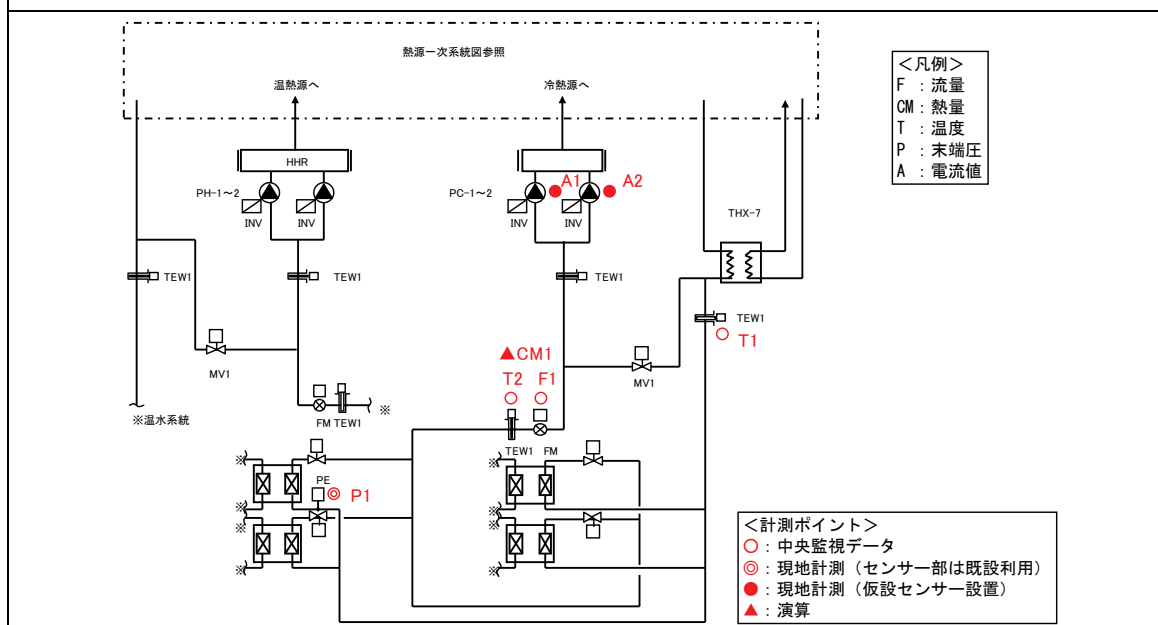 熱源一次系統図参照
温熱源へ
冷熱源へ
<凡例>
F : 流量
CM : 熱量
T : 温度
P : 末端圧
A : 電流値
HHR
PH-1~2
INV
INV
PC-1~2
A1
A2
INV
INV
THX-7
TEW1
TEW1
TEW1
TEW1
T1
MV1
MV1
▲CM1
T2
F1
※温水系統
FM TEW1
※
TEW1 FM
※
※
※
※
PE
P1
※
※
※
※
<計測ポイント>
○ : 中央監視データ
◎ : 現地計測(センサー部は既設利用)
● : 現地計測(仮設センサー設置)
▲ : 演算